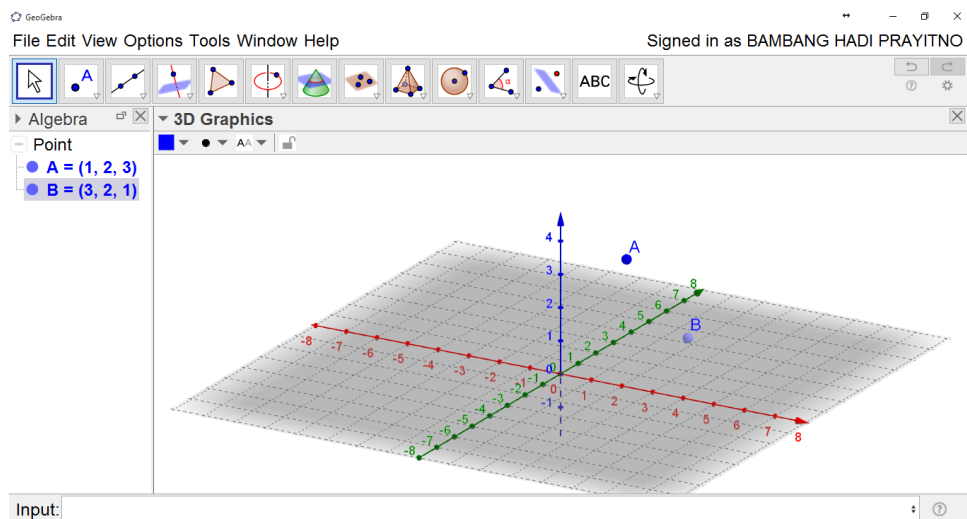 GeoGebra
File Edit View Options Tools Window Help
Signed in as BAMBANG HADI PRAYITNO
A
α
ABC
Algebra
3D Graphics
Point
AA
A = (1, 2, 3)
B = (3, 2, 1)
4
A
3
8
7
2
6
5
B
1
4
-8
3
-7
2
-6
1
-5
0
0
-4
-3
-2
-1
-1
0
1
-2
-1
2
-3
3
-4
4
-5
5
-6
6
-7
7
-8
8
Input: